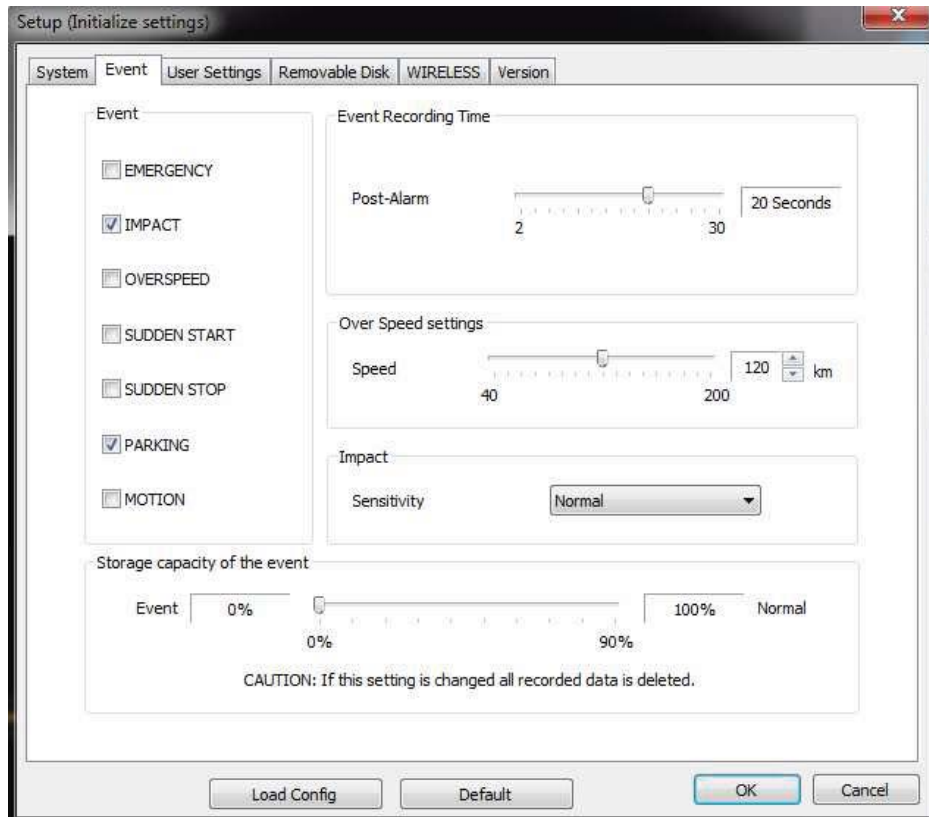 Setup (Initialize settings)
System Event User Settings Removable Disk WIRELESS Version
Event
EMERGENCY
IMPACT
OVERSPEED
SUDDEN START
SUDDEN STOP
PARKING
MOTION
Event Recording Time
Post-Alarm 20 Seconds
2 30
Over Speed settings
Speed 120 km
40 200
Impact
Sensitivity Normal
Storage capacity of the event
Event 0% 100% Normal
0% 90%
CAUTION: If this setting is changed all recorded data is deleted.
Load Config Default OK Cancel